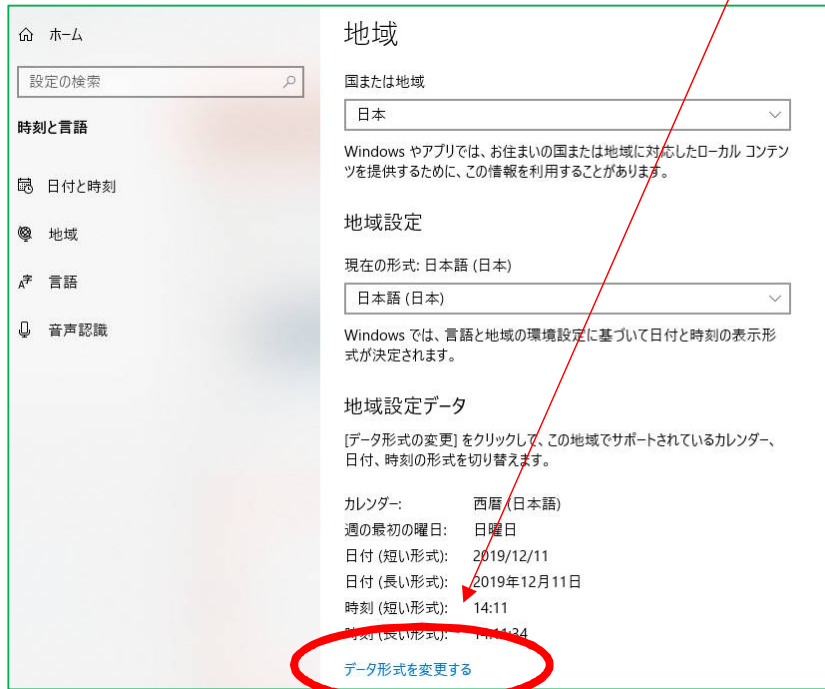 ホーム
設定の検索
時刻と言語
日付と時刻
地域
言語
音声認識
地域
国または地域
日本
Windows やアプリでは、お住まいの国または地域に対応したローカル コンテン
ツを提供するために、この情報を利用することがあります。
地域設定
現在の形式: 日本語 (日本)
日本語 (日本)
Windows では、言語と地域の環境設定に基づいて日付と時刻の表示形
式が決定されます。
地域設定データ
[データ形式の変更] をクリックして、この地域でサポートされているカレンダー、
日付、時刻の形式を切り替えます。
カレンダー: 西暦 (日本語)
週の最初の曜日: 日曜日
日付 (短い形式): 2019/12/11
日付 (長い形式): 2019年12月11日
時刻 (短い形式): 14:11
時刻 (長い形式): 14:11:34
データ形式を変更する